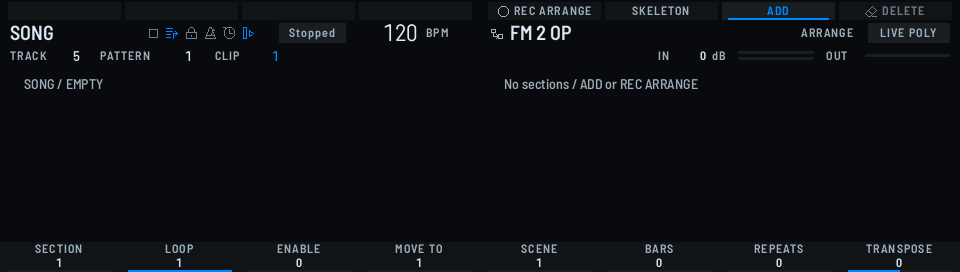 REC ARRANGE SKELETON ADD DELETE
SONG Stopped 120 BPM FM 2 OP ARRANGE LIVE POLY
TRACK 5 PATTERN 1 CLIP 1 IN 0 dB OUT
SONG / EMPTY No sections / ADD or REC ARRANGE
SECTION LOOP ENABLE MOVE TO SCENE BARS REPEATS TRANSPOSE
1 1 0 1 1 0 0 0